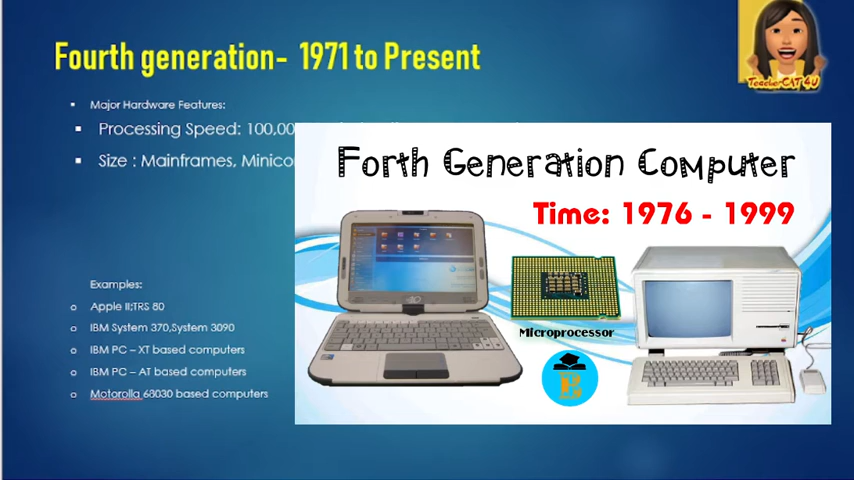 Fourth generation- 1971 to Present
TeacherCAT 4U
Major Hardware Features:
Processing Speed: 100,00
Size : Mainframes, Minico
Forth Generation Computer
Time: 1976 - 1999
Microprocessor
Examples:
Apple II;TRS 80
IBM System 370,System 3090
IBM PC – XT based computers
IBM PC – AT based computers
Motorolla 68030 based computers